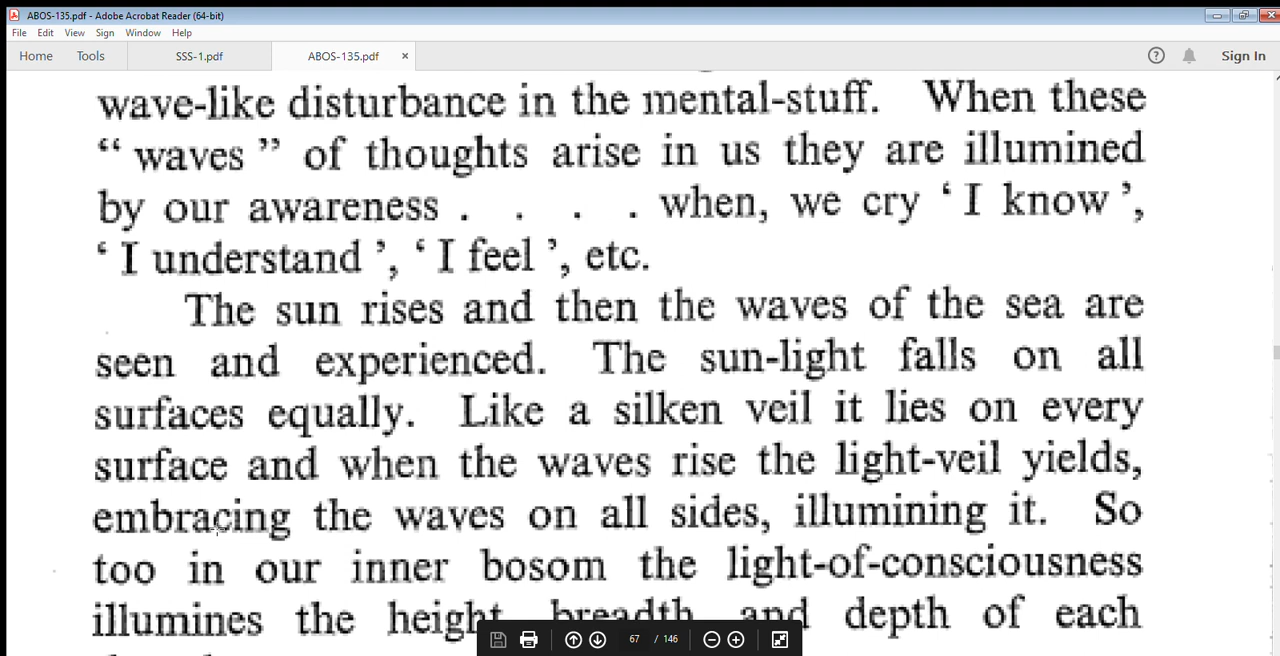 ABOS-135.pdf - Adobe Acrobat Reader (64-bit)
File Edit View Sign Window Help
Home Tools SSS-1.pdf ABOS-135.pdf × ? Sign In
wave-like disturbance in the mental-stuff. When these
“ waves ” of thoughts arise in us they are illumined
by our awareness . . . . when, we cry ‘ I know ’,
‘ I understand ’, ‘ I feel ’, etc.
The sun rises and then the waves of the sea are
seen and experienced. The sun-light falls on all
surfaces equally. Like a silken veil it lies on every
surface and when the waves rise the light-veil yields,
embracing the waves on all sides, illumining it. So
too in our inner bosom the light-of-consciousness
illumines the height, breadth and depth of each
67 / 146